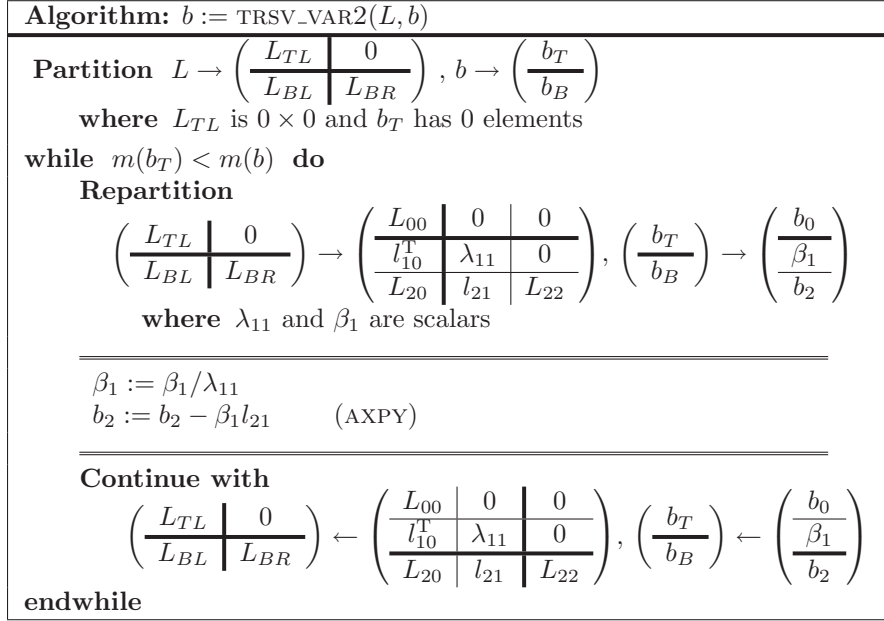 Algorithm: b := TRSV_VAR2(L, b)
Partition L → ( L_TL | 0 ; L_BL | L_BR ) , b → ( b_T ; b_B )
where L_TL is 0 × 0 and b_T has 0 elements
while m(b_T) < m(b) do
Repartition
( L_TL | 0 ; L_BL | L_BR ) → ( L_00 | 0 | 0 ; l_10^T | λ_11 | 0 ; L_20 | l_21 | L_22 ) , ( b_T ; b_B ) → ( b_0 ; β_1 ; b_2 )
where λ_11 and β_1 are scalars
β_1 := β_1/λ_11
b_2 := b_2 − β_1 l_21 (AXPY)
Continue with
( L_TL | 0 ; L_BL | L_BR ) ← ( L_00 | 0 | 0 ; l_10^T | λ_11 | 0 ; L_20 | l_21 | L_22 ) , ( b_T ; b_B ) ← ( b_0 ; β_1 ; b_2 )
endwhile